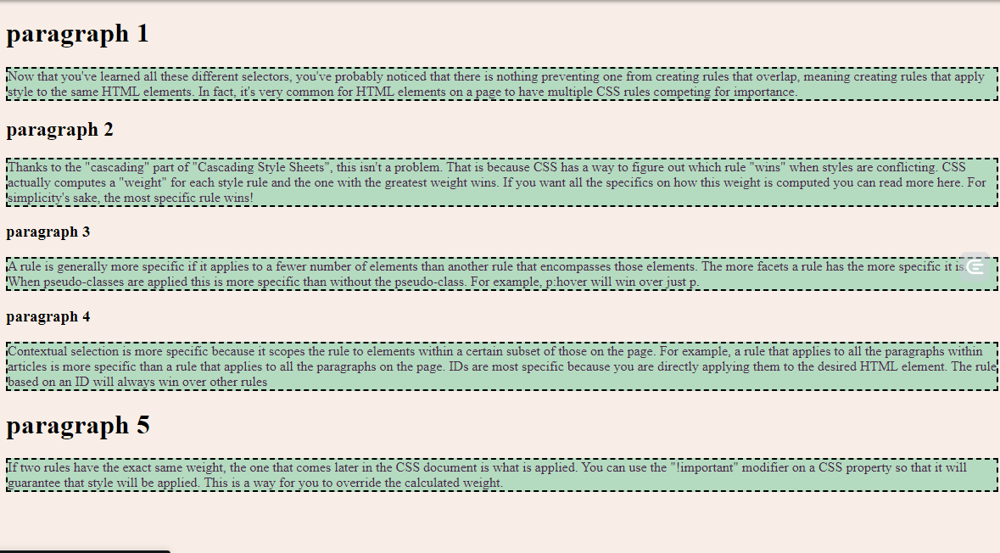 paragraph 1
Now that you've learned all these different selectors, you've probably noticed that there is nothing preventing one from creating rules that overlap, meaning creating rules that apply
style to the same HTML elements. In fact, it's very common for HTML elements on a page to have multiple CSS rules competing for importance.
paragraph 2
Thanks to the "cascading" part of "Cascading Style Sheets", this isn't a problem. That is because CSS has a way to figure out which rule "wins" when styles are conflicting. CSS
actually computes a "weight" for each style rule and the one with the greatest weight wins. If you want all the specifics on how this weight is computed you can read more here. For
simplicity's sake, the most specific rule wins!
paragraph 3
A rule is generally more specific if it applies to a fewer number of elements than another rule that encompasses those elements. The more facets a rule has the more specific it is.
When pseudo-classes are applied this is more specific than without the pseudo-class. For example, p:hover will win over just p.
paragraph 4
Contextual selection is more specific because it scopes the rule to elements within a certain subset of those on the page. For example, a rule that applies to all the paragraphs within
articles is more specific than a rule that applies to all the paragraphs on the page. IDs are most specific because you are directly applying them to the desired HTML element. The rule
based on an ID will always win over other rules
paragraph 5
If two rules have the exact same weight, the one that comes later in the CSS document is what is applied. You can use the "!important" modifier on a CSS property so that it will
guarantee that style will be applied. This is a way for you to override the calculated weight.